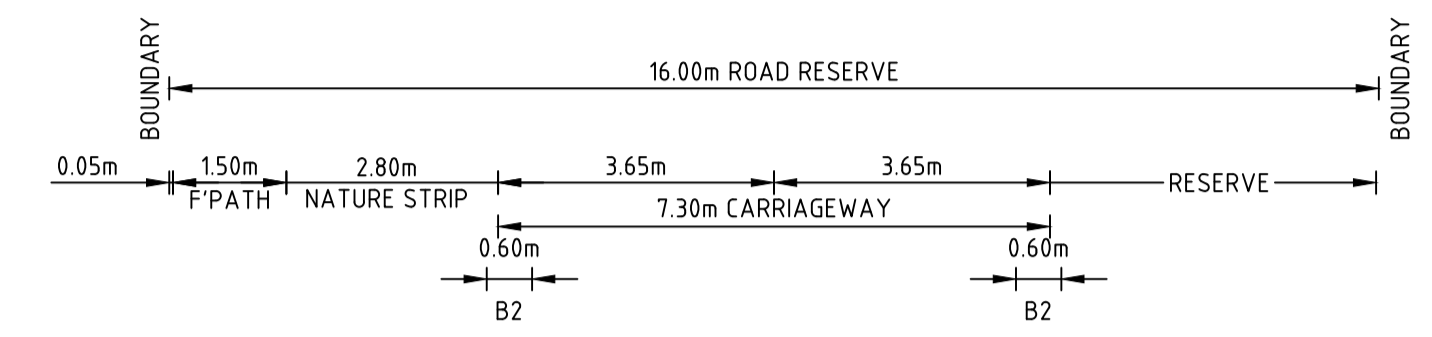 BOUNDARY
16.00m ROAD RESERVE
BOUNDARY
0.05m
1.50m
F'PATH
2.80m
NATURE STRIP
3.65m
3.65m
RESERVE
7.30m CARRIAGEWAY
0.60m
B2
0.60m
B2